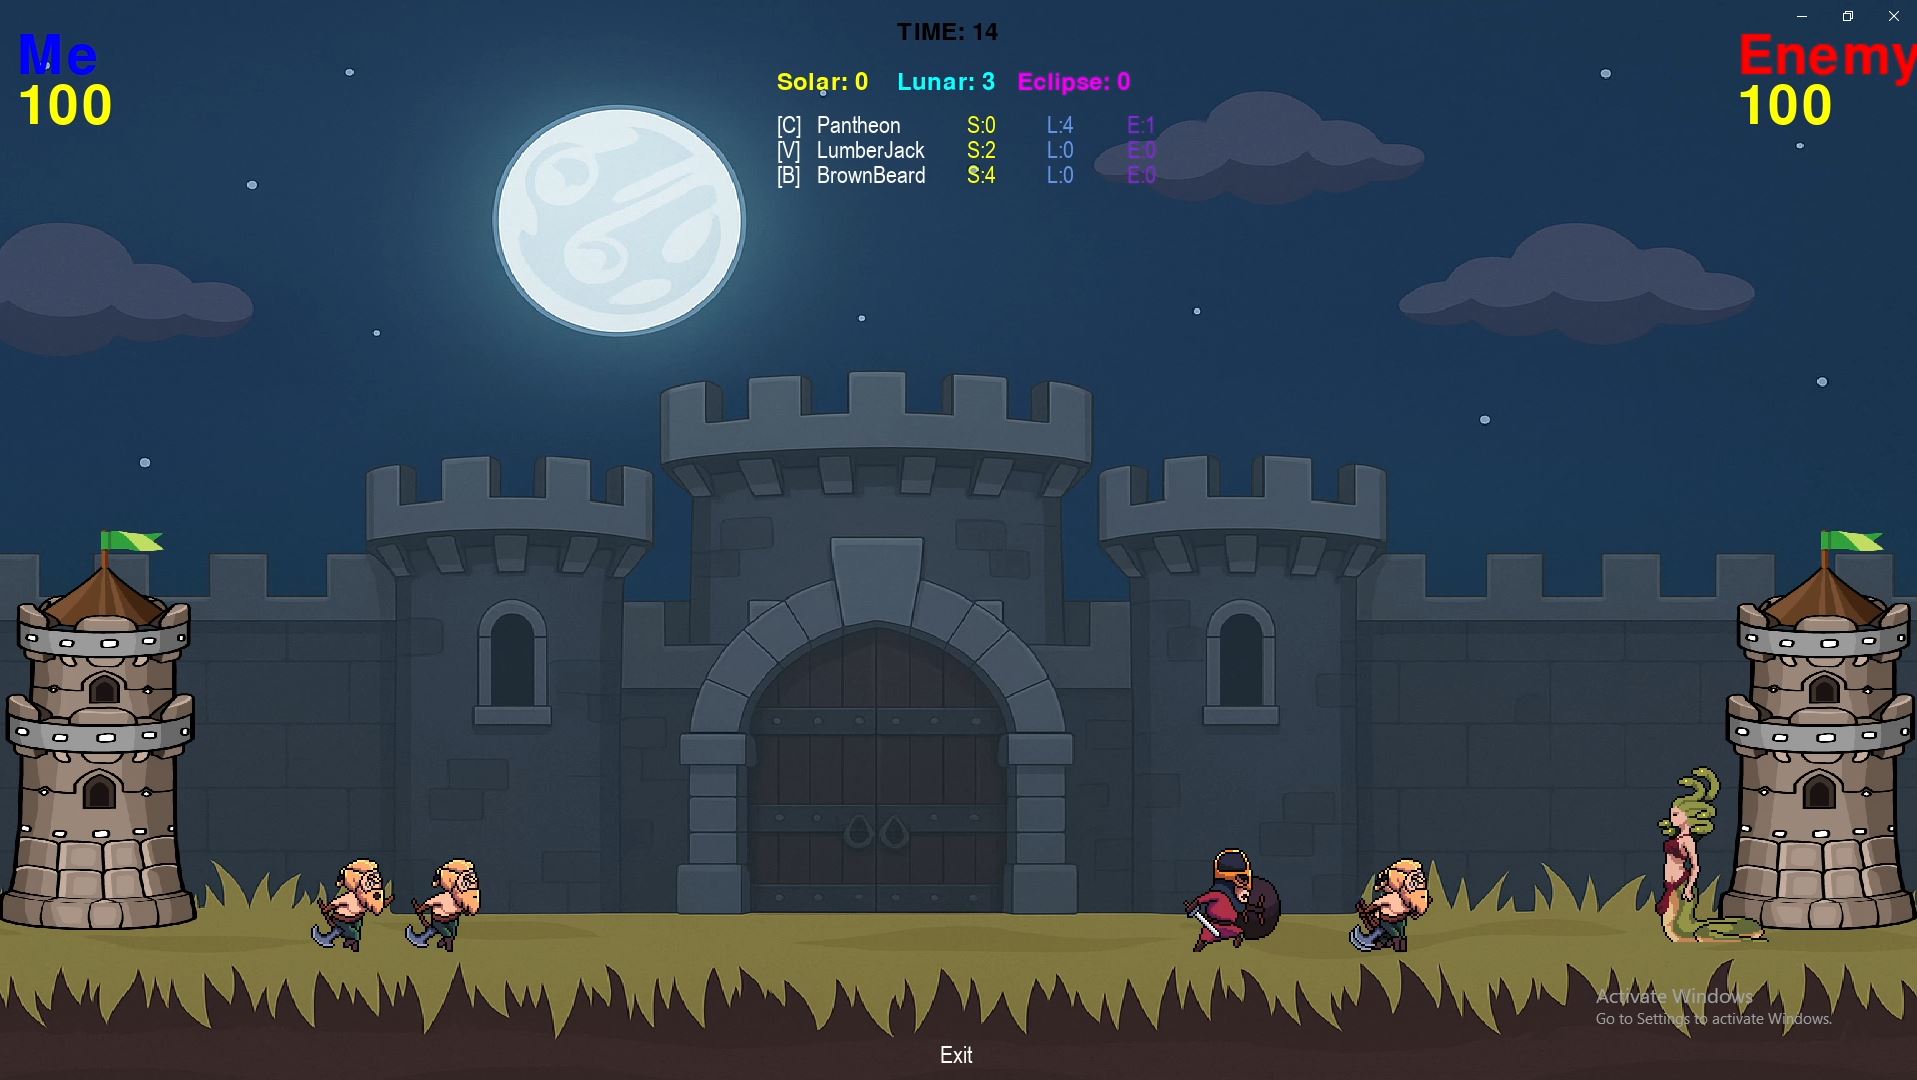 TIME: 14
Me
Enemy
100
Solar: 0 Lunar: 3 Eclipse: 0
100
[C] Pantheon S:0 L:4 E:1
[V] LumberJack S:2 L:0 E:0
[B] BrownBeard S:4 L:0 E:0
Activate Windows
Go to Settings to activate Windows.
Exit